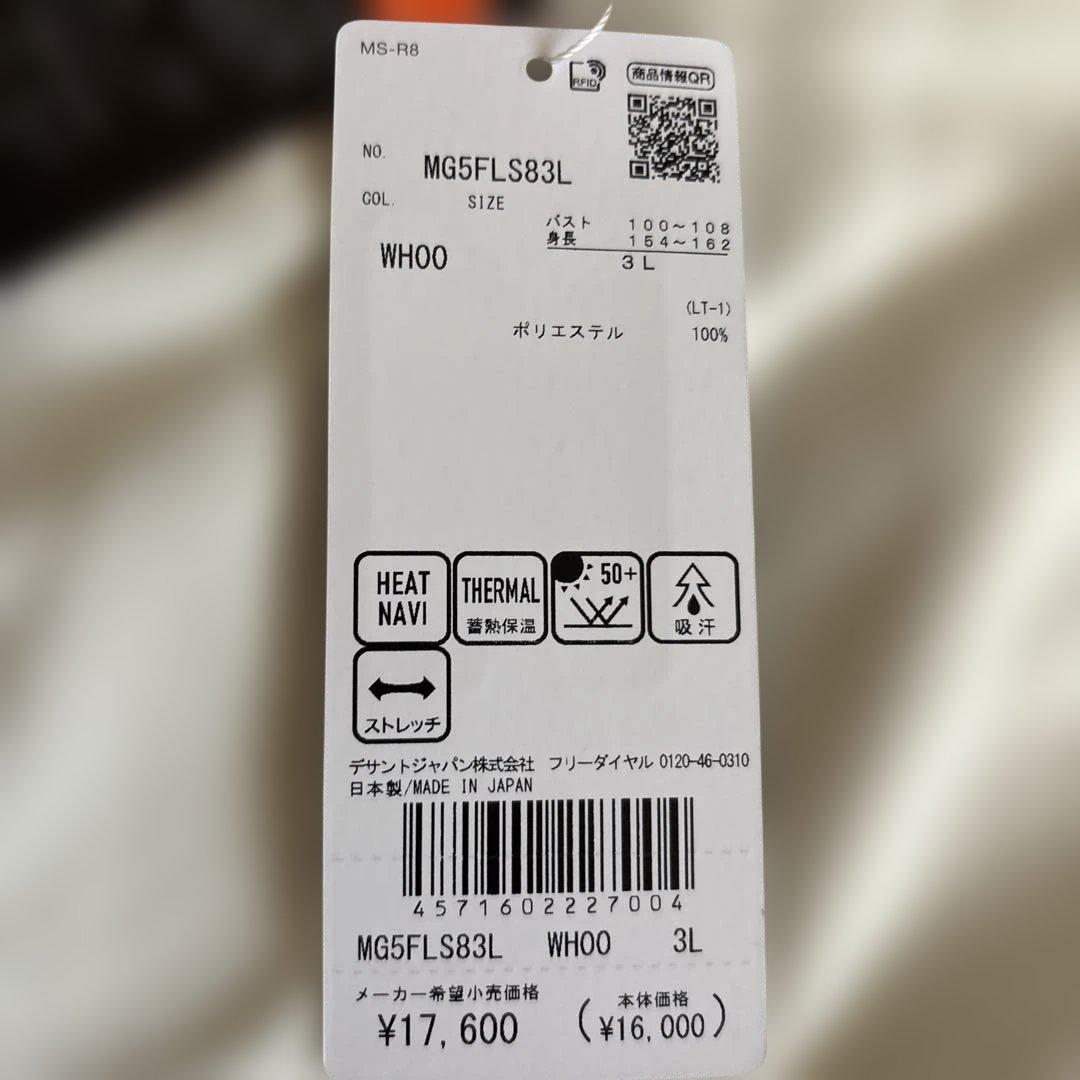 MS-R8
RFID
商品情報QR
NO. MG5FLS83L
COL. SIZE
バスト 100~108
身長 154~162
WH00 3L
(LT-1)
ポリエステル 100%
HEAT NAVI
THERMAL 蓄熱保温
50+
吸汗
ストレッチ
デサントジャパン株式会社 フリーダイヤル 0120-46-0310
日本製/MADE IN JAPAN
4571602227004
MG5FLS83L WH00 3L
メーカー希望小売価格 本体価格
¥17,600 (¥16,000)